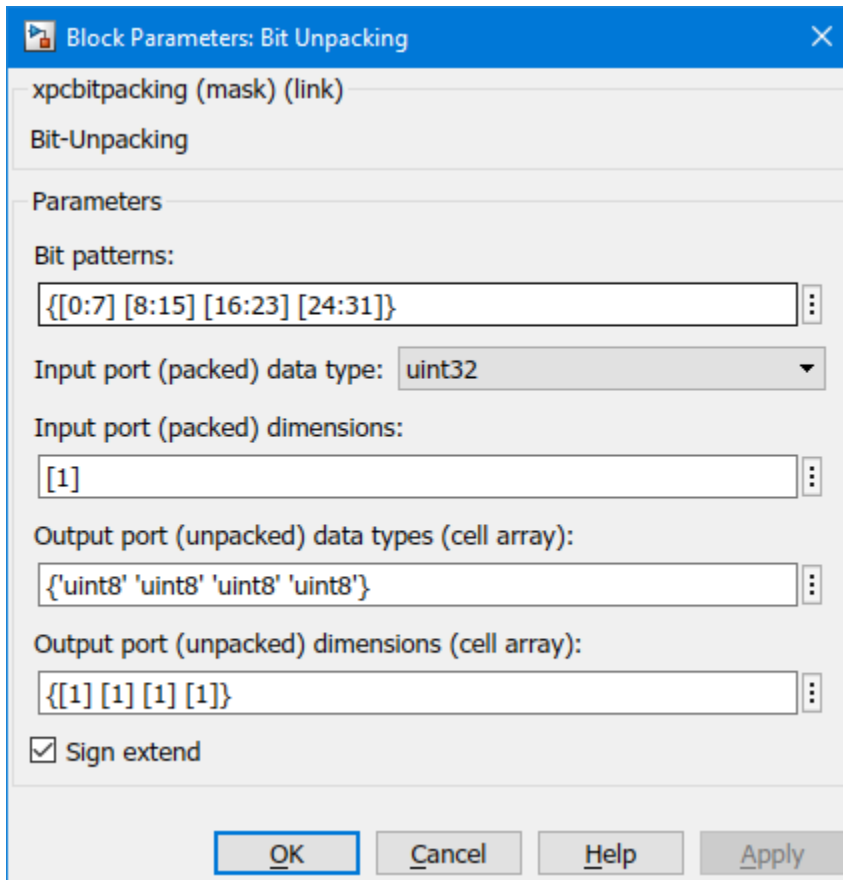 Block Parameters: Bit Unpacking
xpcbitpacking (mask) (link)
Bit-Unpacking
Parameters
Bit patterns:
{[0:7] [8:15] [16:23] [24:31]}
Input port (packed) data type: uint32
Input port (packed) dimensions:
[1]
Output port (unpacked) data types (cell array):
{'uint8' 'uint8' 'uint8' 'uint8'}
Output port (unpacked) dimensions (cell array):
{[1] [1] [1] [1]}
Sign extend
OK Cancel Help Apply